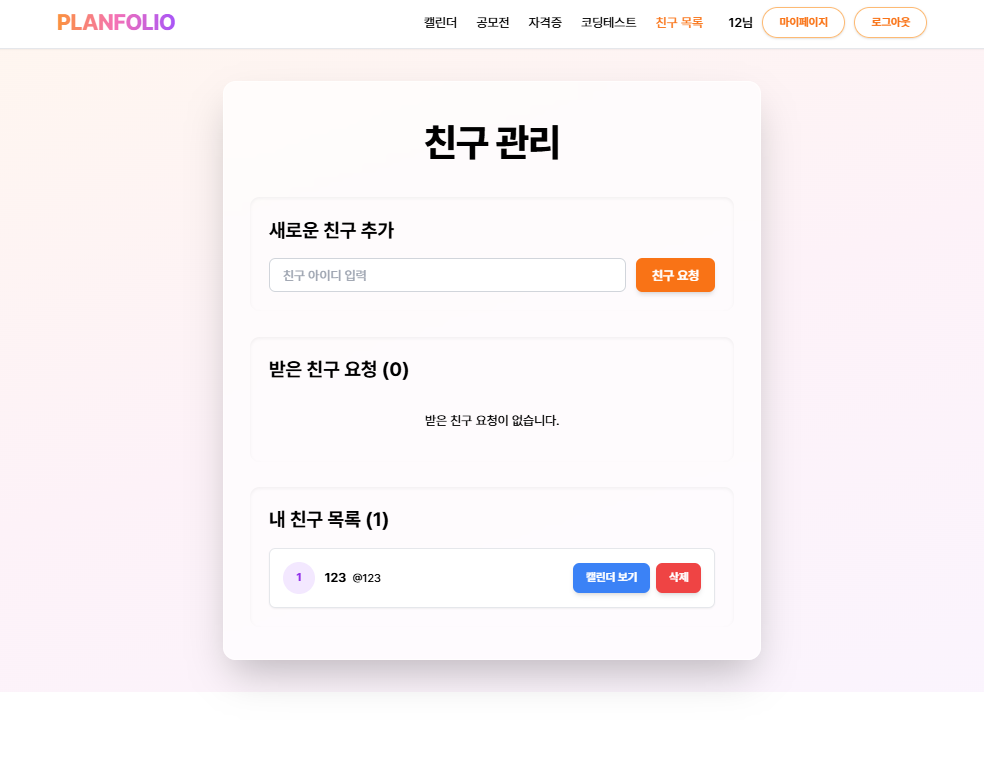 PLANFOLIO 캘린더 공모전 자격증 코딩테스트 친구 목록 12님 마이페이지 로그아웃
친구 관리
새로운 친구 추가
친구 아이디 입력 친구 요청
받은 친구 요청 (0)
받은 친구 요청이 없습니다.
내 친구 목록 (1)
1 123 @123 캘린더 보기 삭제